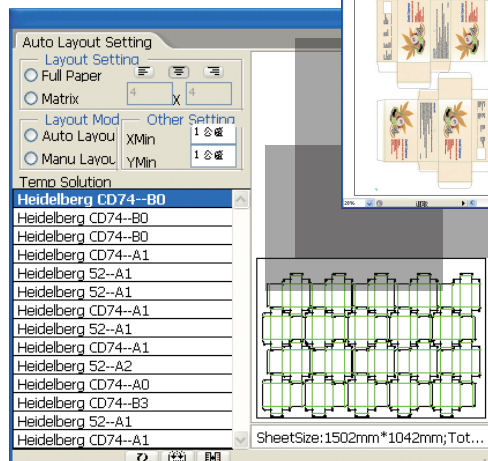 Auto Layout Setting
Layout Setting
Full Paper
Matrix
4
X
4
Layout Mod
Other Setting
Auto Layou
XMin
Manu Layou
YMin
Temp Solution
Heidelberg CD74--B0
Heidelberg CD74--B0
Heidelberg CD74--B0
Heidelberg CD74--A1
Heidelberg 52--A1
Heidelberg 52--A1
Heidelberg CD74--A1
Heidelberg 52--A1
Heidelberg CD74--A1
Heidelberg 52--A2
Heidelberg CD74--A0
Heidelberg CD74--B3
Heidelberg 52--A1
Heidelberg CD74--A1
SheetSize:1502mm*1042mm;Tot...